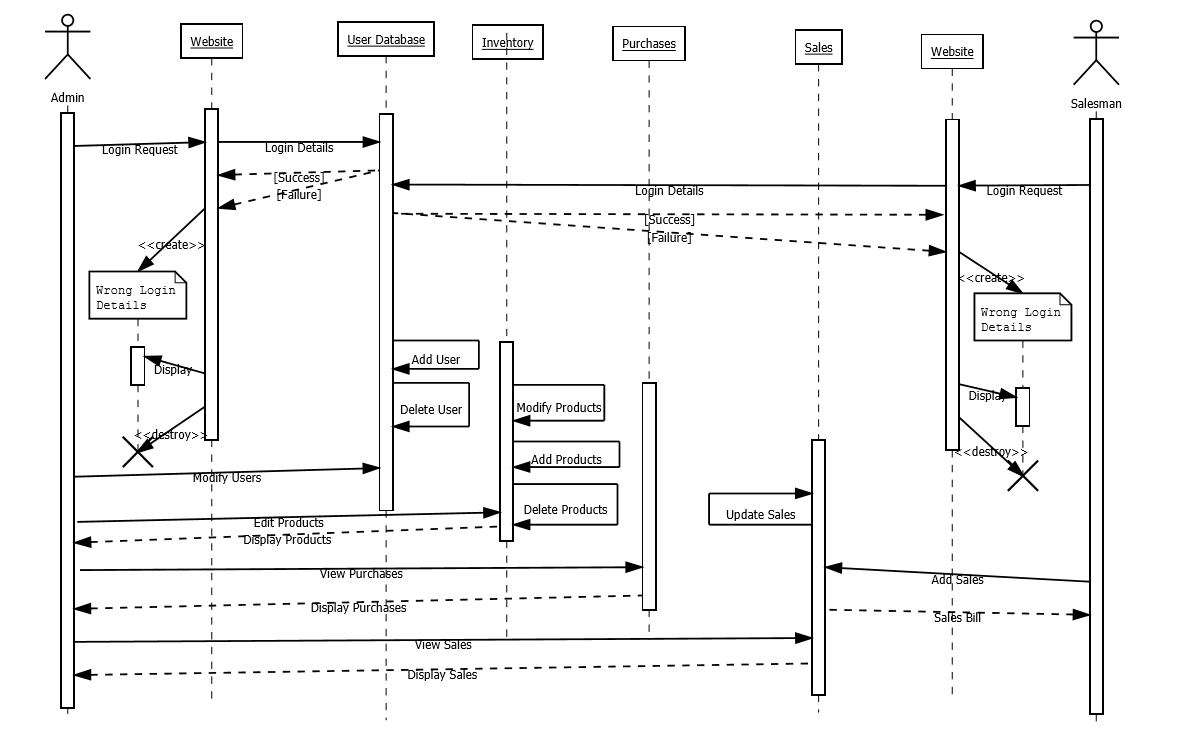 Website
User Database
Inventory
Purchases
Sales
Website
Admin
Salesman
Login Request
Login Details
[Success]
[Failure]
Login Details
Login Request
[Success]
[Failure]
<<create>>
<<create>>
Wrong Login
Details
Wrong Login
Details
Add User
Display
Display
Delete User
Modify Products
<<destroy>>
<<destroy>>
Add Products
Modify Users
Delete Products
Update Sales
Edit Products
Display Products
View Purchases
Add Sales
Display Purchases
Sales Bill
View Sales
Display Sales